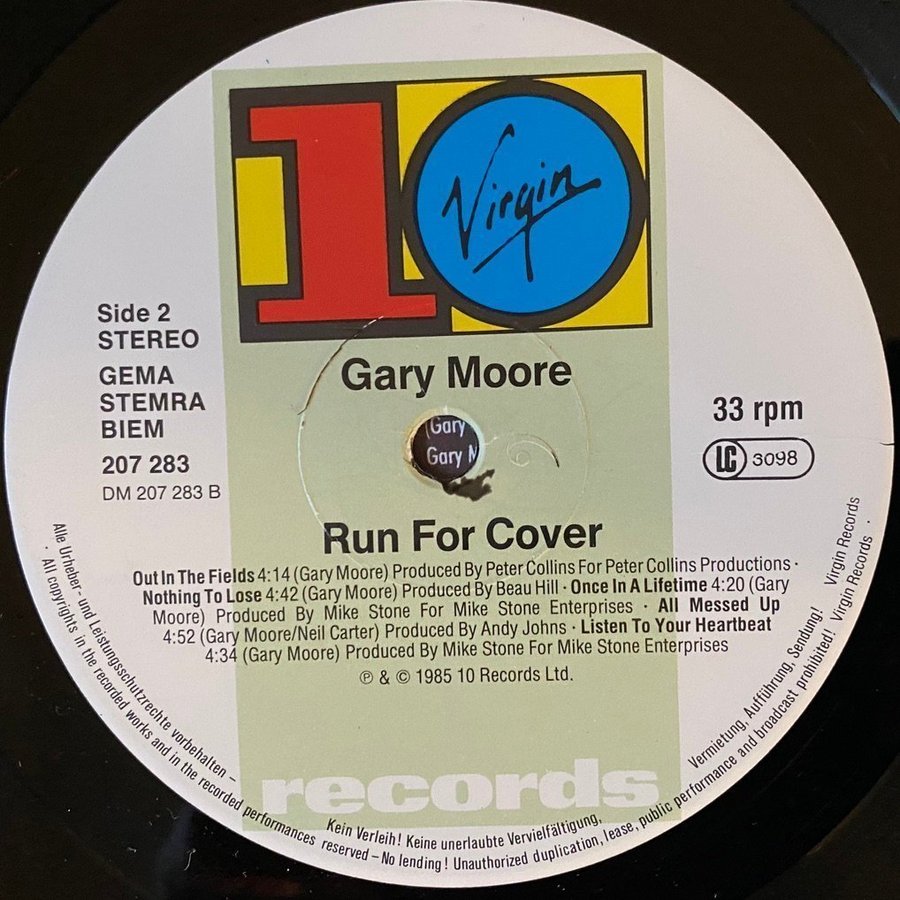 10
Virgin
Side 2
STEREO
GEMA
STEMRA
BIEM
207 283
DM 207 283 B
Gary Moore
33 rpm
LC 3098
(Gary
Gary M
Run For Cover
Out In The Fields 4:14 (Gary Moore) Produced By Peter Collins For Peter Collins Productions ·
Nothing To Lose 4:42 (Gary Moore) Produced By Beau Hill · Once In A Lifetime 4:20 (Gary
Moore) Produced By Mike Stone For Mike Stone Enterprises · All Messed Up
4:52 (Gary Moore/Neil Carter) Produced By Andy Johns · Listen To Your Heartbeat
4:34 (Gary Moore) Produced By Mike Stone For Mike Stone Enterprises
℗ & © 1985 10 Records Ltd.
records
Alle Urheber- und Leistungsschutzrechte vorbehalten – Kein Verleih! Keine unerlaubte Vervielfältigung, Vermietung, Aufführung, Sendung! Virgin Records
· All copyrights in the recorded works and in the recorded performances reserved – No lending! Unauthorized duplication, lease, public performance and broadcast prohibited! Virgin Records ·